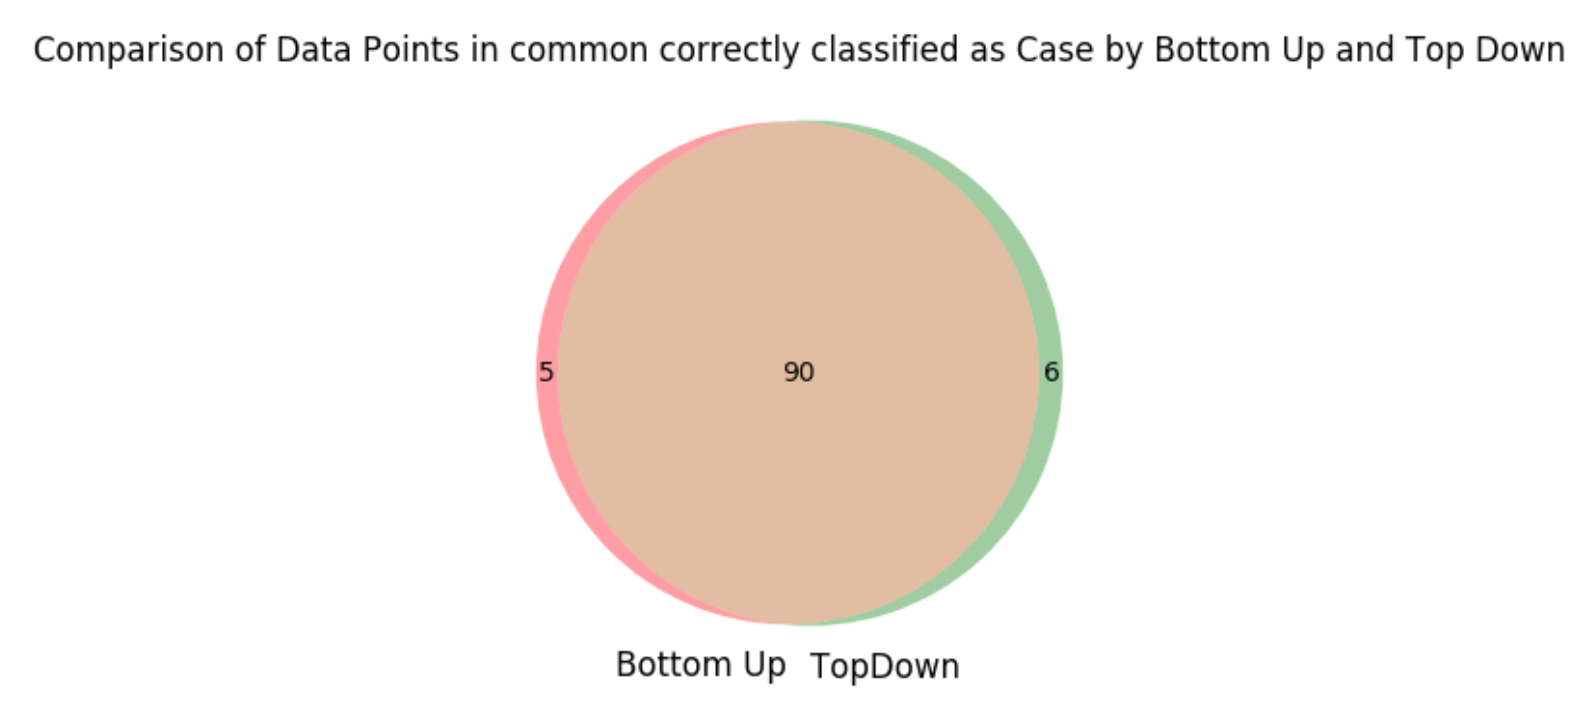 Comparison of Data Points in common correctly classified as Case by Bottom Up and Top Down
5 90 6
Bottom Up TopDown